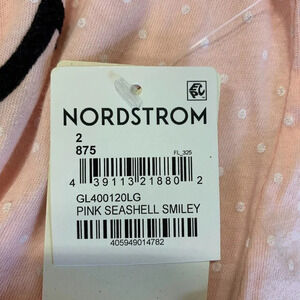 NORDSTROM
2
875
FL_325
4 39113 21880 2
GL400120LG
PINK SEASHELL SMILEY
405949014782